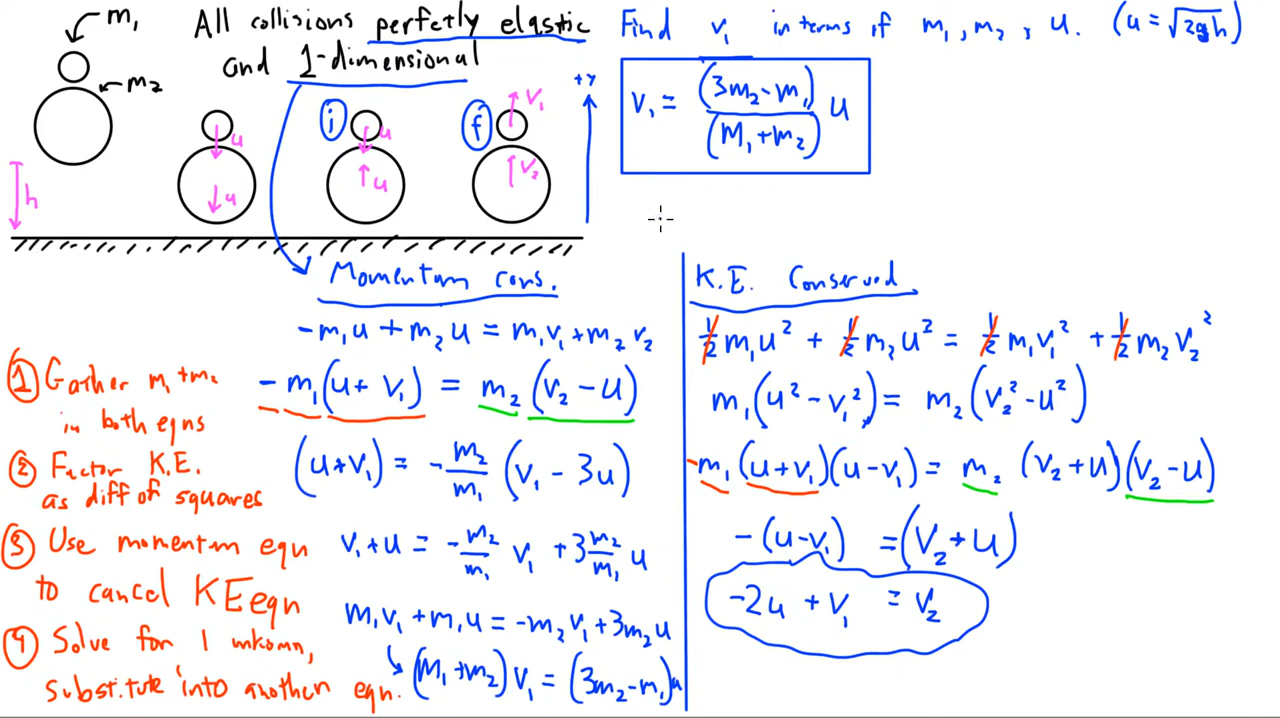 m₁
All collisions perfectly elastic
and 1-dimensional
m₂
h
u
u
i
u
u
f
v₁
v₂
+y
Find v₁ in terms of m₁, m₂, u. (u = √2gh)
v₁ = (3m₂-m₁)/(M₁+m₂) u
Momentum cons.
-m₁u + m₂u = m₁v₁ + m₂v₂
-m₁(u + v₁) = m₂(v₂ - u)
(u+v₁) = -m₂/m₁ (v₁ - 3u)
v₁+u = -m₂/m₁ v₁ + 3 m₂/m₁ u
m₁v₁ + m₁u = -m₂v₁ + 3m₂u
(M₁+m₂) v₁ = (3m₂-m₁)u
① Gather m₁+m₂
in both eqns
② Factor K.E.
as diff of squares
③ Use momentum eqn
to cancel KE eqn
④ Solve for 1 unkown,
substitute into another eqn.
K.E. Conserved
½m₁u² + ½m₂u² = ½m₁v₁² + ½m₂v₂²
m₁(u² - v₁²) = m₂(v₂² - u²)
-m₁(u+v₁)(u-v₁) = m₂(v₂+u)(v₂-u)
-(u-v₁) = (v₂+u)
-2u + v₁ = v₂